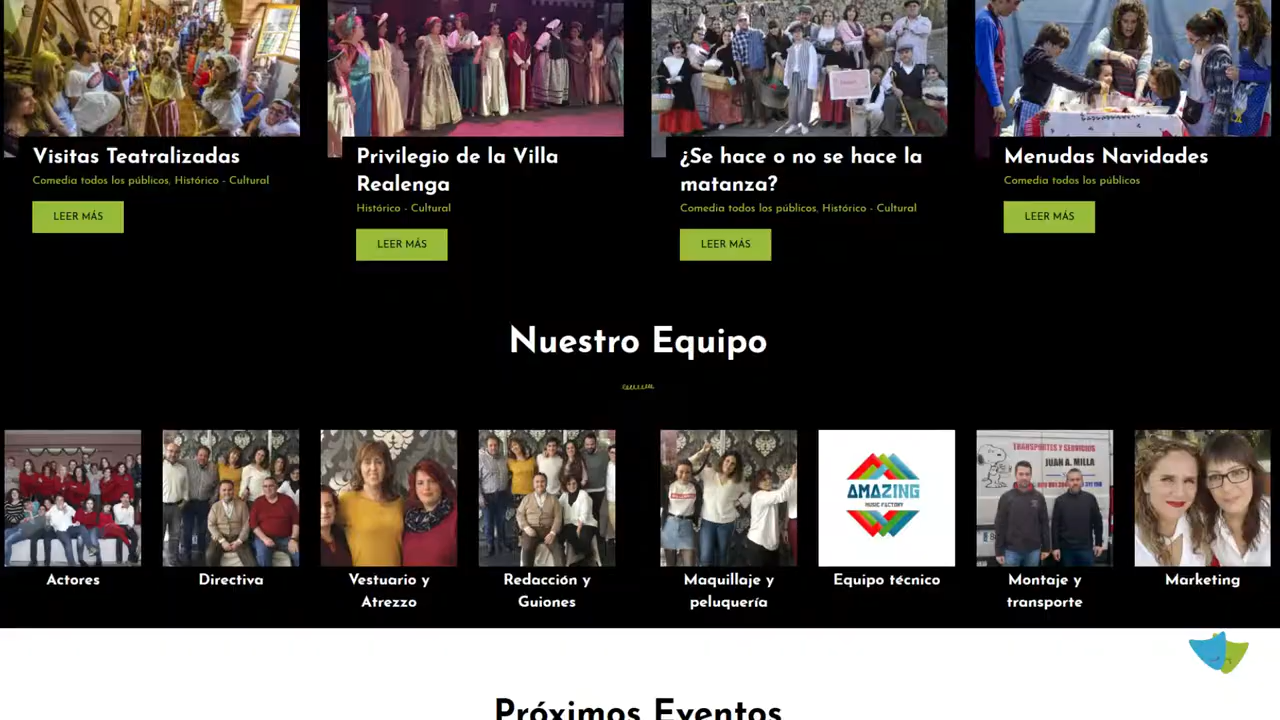 Visitas Teatralizadas
Comedia todos los públicos, Histórico - Cultural
LEER MÁS
Privilegio de la Villa
Realenga
Histórico - Cultural
LEER MÁS
¿Se hace o no se hace la
matanza?
Comedia todos los públicos, Histórico - Cultural
LEER MÁS
Menudas Navidades
Comedia todos los públicos
LEER MÁS
Nuestro Equipo
TRANSPORTES Y SERVICIOS
JUAN A. MILLA
AMAZING
MUSIC FACTORY
Actores
Directiva
Vestuario y
Atrezzo
Redacción y
Guiones
Maquillaje y
peluquería
Equipo técnico
Montaje y
transporte
Marketing
Próximos Eventos